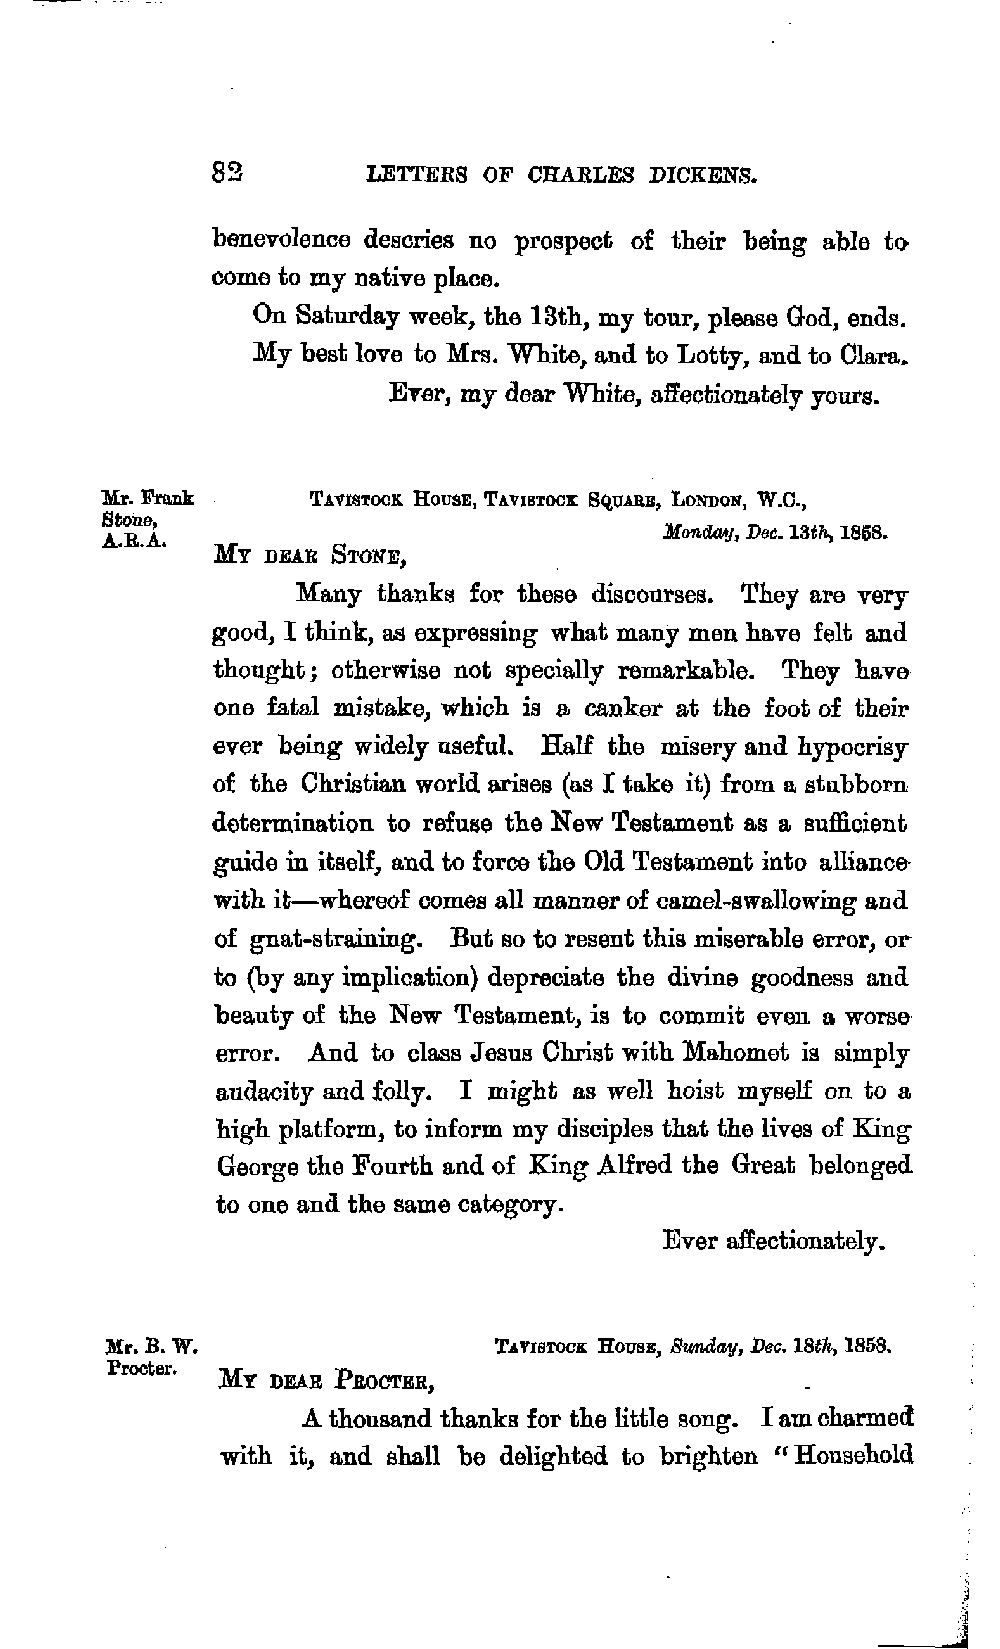 82 LETTERS OF CHARLES DICKENS.
benevolence descries no prospect of their being able to
come to my native place.
On Saturday week, the 13th, my tour, please God, ends.
My best love to Mrs. White, and to Lotty, and to Clara.
Ever, my dear White, affectionately yours.
Mr. Frank
Stone,
A.R.A.
TAVISTOCK HOUSE, TAVISTOCK SQUARE, LONDON, W.C.,
Monday, Dec. 13th, 1858.
MY DEAR STONE,
Many thanks for these discourses. They are very
good, I think, as expressing what many men have felt and
thought; otherwise not specially remarkable. They have
one fatal mistake, which is a canker at the foot of their
ever being widely useful. Half the misery and hypocrisy
of the Christian world arises (as I take it) from a stubborn
determination to refuse the New Testament as a sufficient
guide in itself, and to force the Old Testament into alliance
with it—whereof comes all manner of camel-swallowing and
of gnat-straining. But so to resent this miserable error, or
to (by any implication) depreciate the divine goodness and
beauty of the New Testament, is to commit even a worse
error. And to class Jesus Christ with Mahomet is simply
audacity and folly. I might as well hoist myself on to a
high platform, to inform my disciples that the lives of King
George the Fourth and of King Alfred the Great belonged
to one and the same category.
Ever affectionately.
Mr. B. W.
Procter.
TAVISTOCK HOUSE, Sunday, Dec. 18th, 1858.
MY DEAR PROCTER,
A thousand thanks for the little song. I am charmed
with it, and shall be delighted to brighten "Household